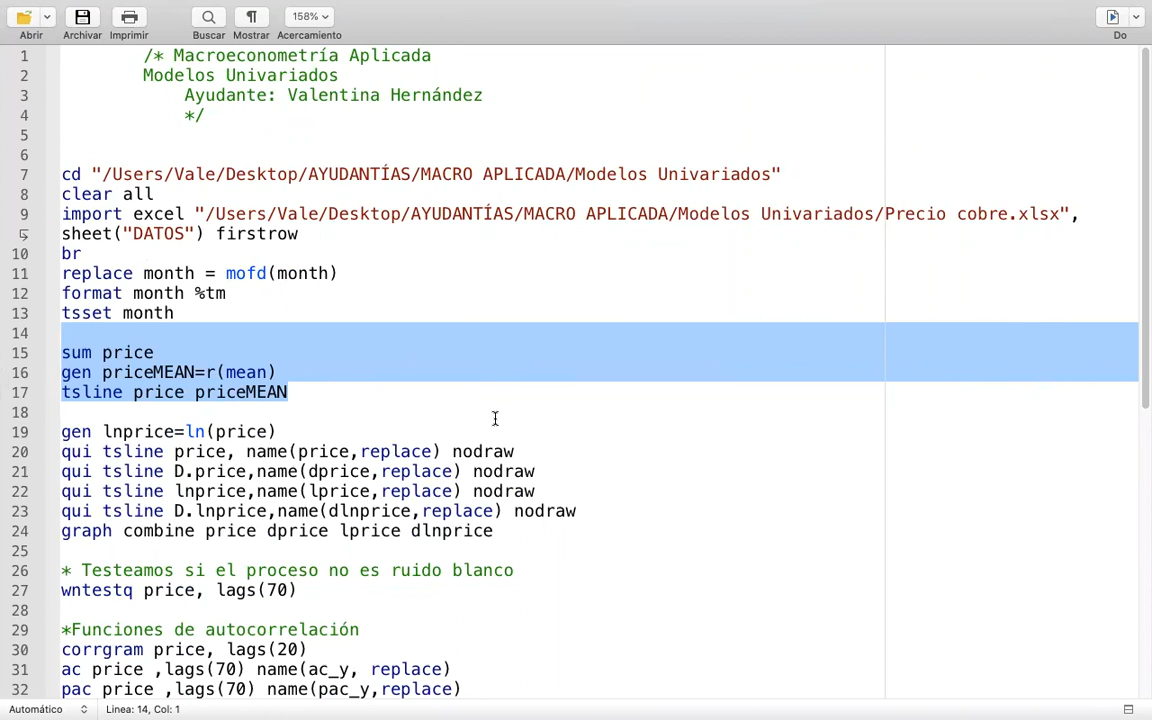 158%
Abrir Archivar Imprimir Buscar Mostrar Acercamiento Do
1 /* Macroeconometría Aplicada
2 Modelos Univariados
3 Ayudante: Valentina Hernández
4 */
5
6
7 cd "/Users/Vale/Desktop/AYUDANTÍAS/MACRO APLICADA/Modelos Univariados"
8 clear all
9 import excel "/Users/Vale/Desktop/AYUDANTÍAS/MACRO APLICADA/Modelos Univariados/Precio cobre.xlsx",
sheet("DATOS") firstrow
10 br
11 replace month = mofd(month)
12 format month %tm
13 tsset month
14
15 sum price
16 gen priceMEAN=r(mean)
17 tsline price priceMEAN
18
19 gen lnprice=ln(price)
20 qui tsline price, name(price,replace) nodraw
21 qui tsline D.price,name(dprice,replace) nodraw
22 qui tsline lnprice,name(lprice,replace) nodraw
23 qui tsline D.lnprice,name(dlnprice,replace) nodraw
24 graph combine price dprice lprice dlnprice
25
26 * Testeamos si el proceso no es ruido blanco
27 wntestq price, lags(70)
28
29 *Funciones de autocorrelación
30 corrgram price, lags(20)
31 ac price ,lags(70) name(ac_y, replace)
32 pac price ,lags(70) name(pac_y,replace)
Automático Linea: 14, Col: 1